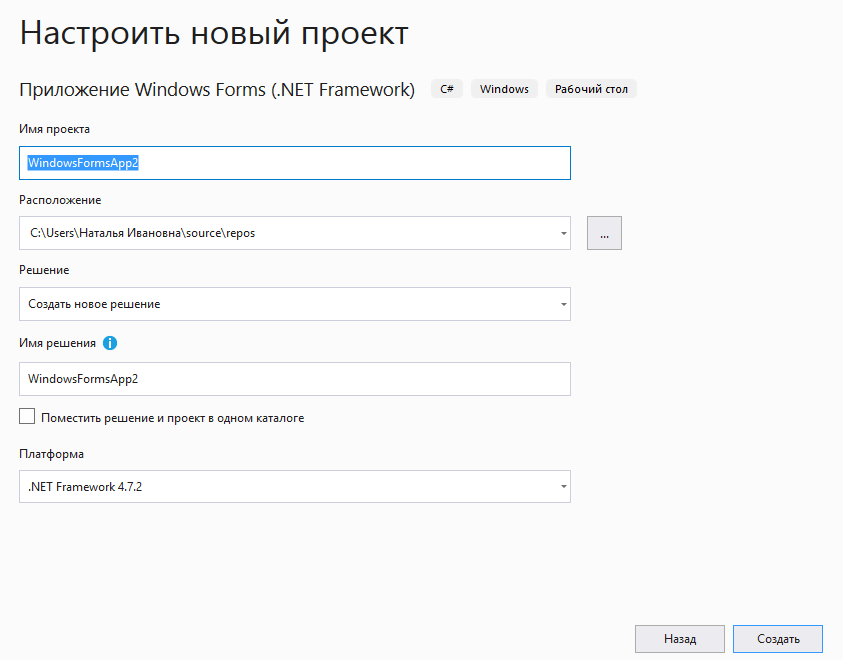 Настроить новый проект
Приложение Windows Forms (.NET Framework) C# Windows Рабочий стол
Имя проекта
WindowsFormsApp2
Расположение
C:\Users\Наталья Ивановна\source\repos
...
Решение
Создать новое решение
Имя решения
WindowsFormsApp2
Поместить решение и проект в одном каталоге
Платформа
.NET Framework 4.7.2
Назад Создать